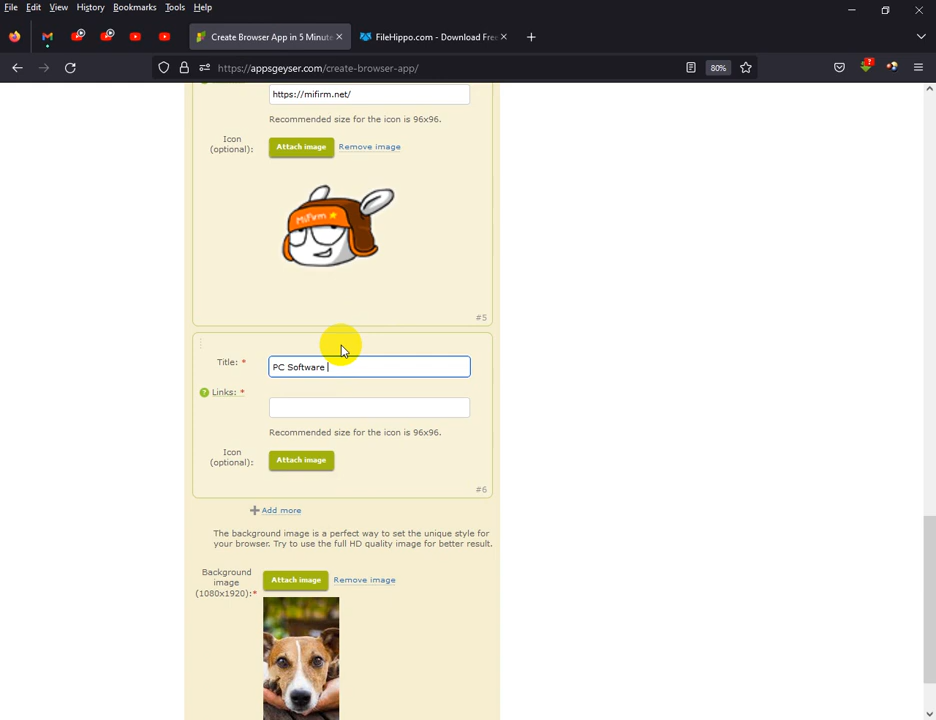 File Edit View History Bookmarks Tools Help
Create Browser App in 5 Minute
FileHippo.com - Download Free
https://appsgeyser.com/create-browser-app/
80%
https://mifirm.net/
Recommended size for the icon is 96x96.
Icon
(optional):
Attach image
Remove image
MiFirm
#5
Title: *
PC Software
? Links: *
Recommended size for the icon is 96x96.
Icon
(optional):
Attach image
#6
Add more
The background image is a perfect way to set the unique style for
your browser. Try to use the full HD quality image for better result.
Background
image
(1080x1920):*
Attach image
Remove image